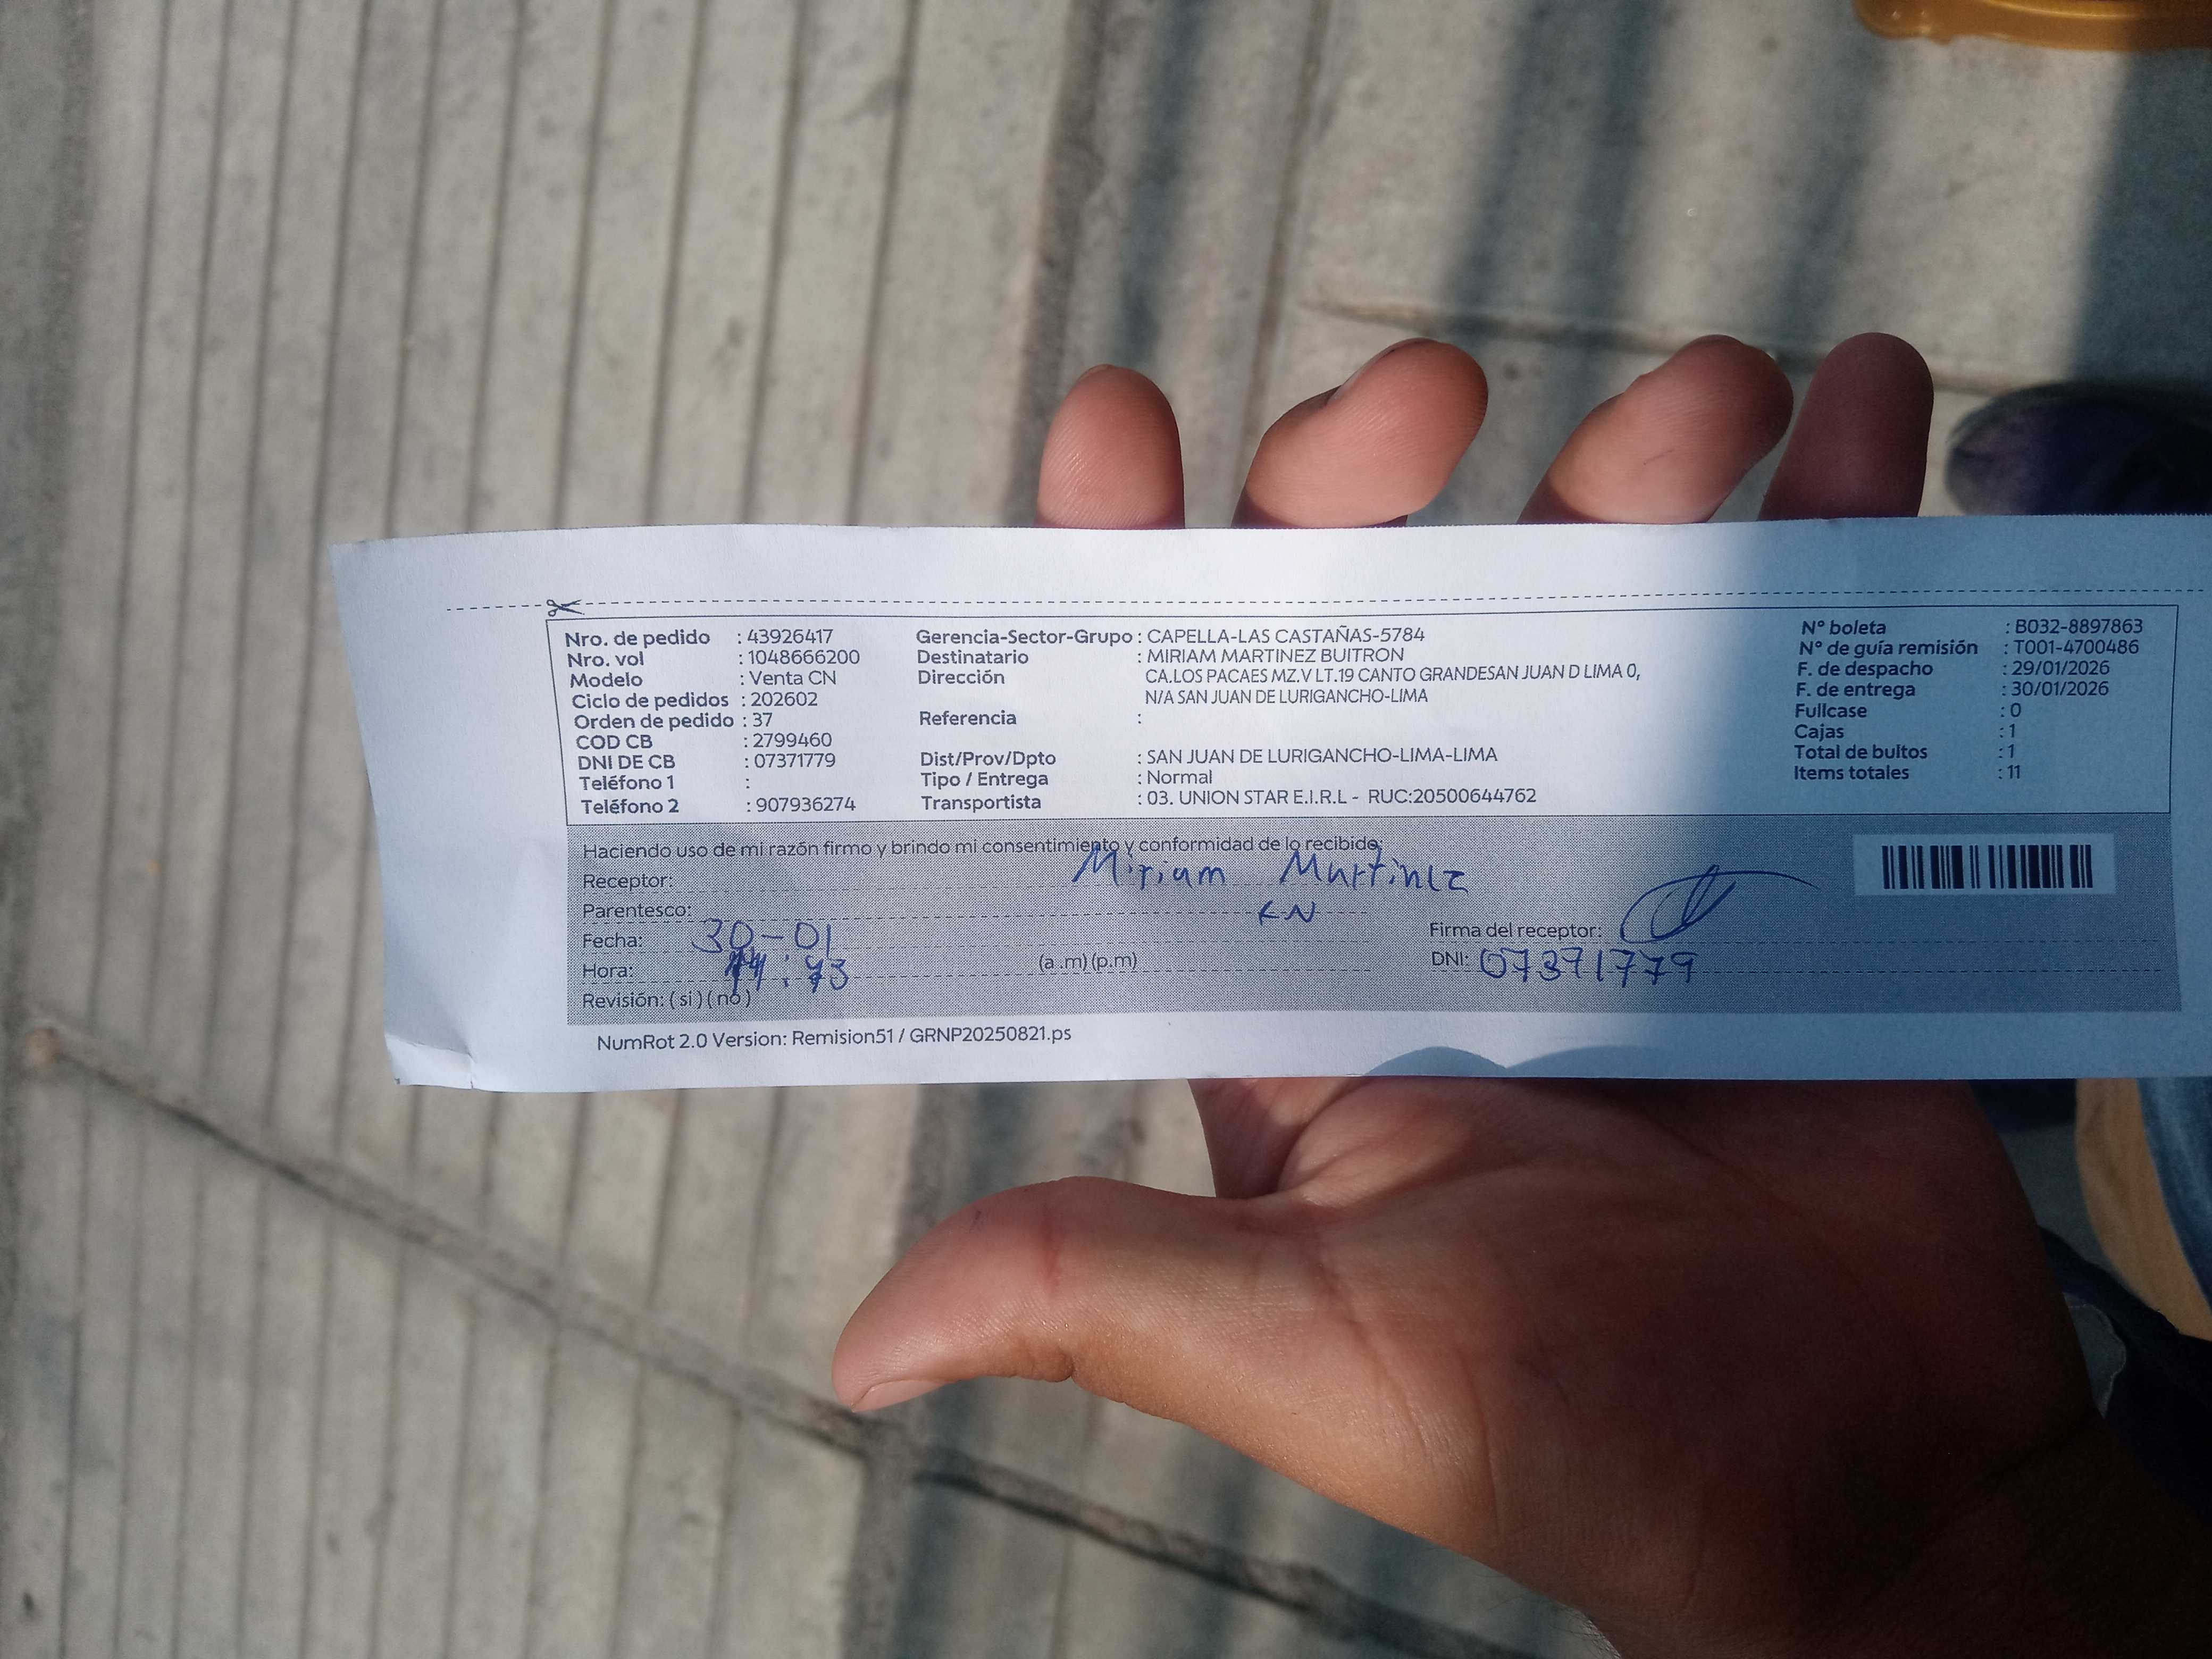 Nro. de pedido : 43926417
Nro. vol : 1048666200
Modelo : Venta CN
Ciclo de pedidos : 202602
Orden de pedido : 37
COD CB : 2799460
DNI DE CB : 07371779
Teléfono 1 :
Teléfono 2 : 907936274
Gerencia-Sector-Grupo : CAPELLA-LAS CASTAÑAS-5784
Destinatario : MIRIAM MARTINEZ BUITRON
Dirección : CA.LOS PACAES MZ.V LT.19 CANTO GRANDESAN JUAN D LIMA 0,
N/A SAN JUAN DE LURIGANCHO-LIMA
Referencia :
Dist/Prov/Dpto : SAN JUAN DE LURIGANCHO-LIMA-LIMA
Tipo / Entrega : Normal
Transportista : 03. UNION STAR E.I.R.L - RUC:20500644762
N° boleta : B032-8897863
N° de guía remisión : T001-4700486
F. de despacho : 29/01/2026
F. de entrega : 30/01/2026
Fullcase : 0
Cajas : 1
Total de bultos : 1
Items totales : 11
Haciendo uso de mi razón firmo y brindo mi consentimiento y conformidad de lo recibido:
Receptor: Miriam Martinez
Parentesco:
Fecha: 30-01
Firma del receptor:
Hora: (a .m) (p.m)
DNI: 07371779
Revisión: ( si ) ( no )
NumRot 2.0 Version: Remision51 / GRNP20250821.ps